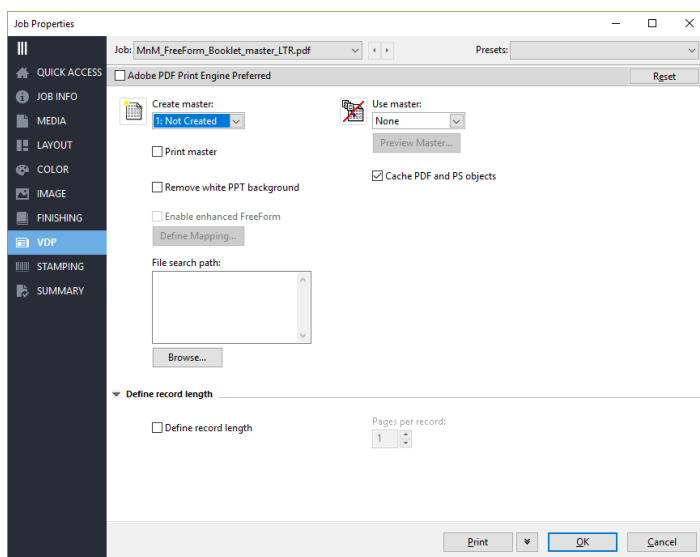 Job Properties
Job: MnM_FreeForm_Booklet_master_LTR.pdf
Presets:
QUICK ACCESS
JOB INFO
MEDIA
LAYOUT
COLOR
IMAGE
FINISHING
VDP
STAMPING
SUMMARY
Adobe PDF Print Engine Preferred
Reset
Create master:
1: Not Created
Print master
Remove white PPT background
Enable enhanced FreeForm
Define Mapping...
File search path:
Browse...
Use master:
None
Preview Master...
Cache PDF and PS objects
Define record length
Define record length
Pages per record:
1
Print
OK
Cancel